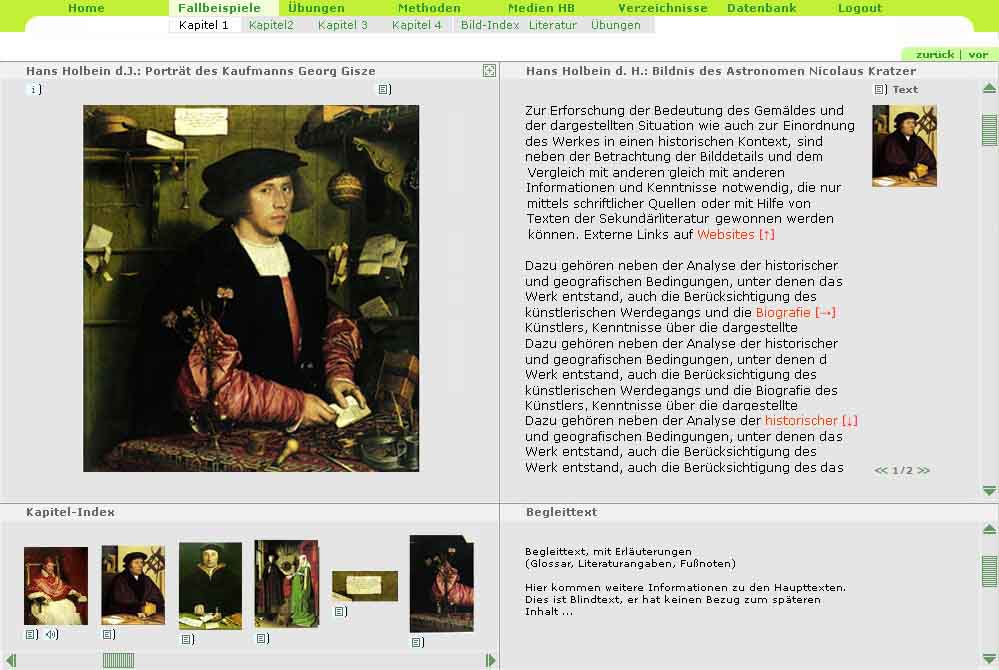 Home Fallbeispiele Übungen Methoden Medien HB Verzeichnisse Datenbank Logout
Kapitel 1 Kapitel2 Kapitel 3 Kapitel 4 Bild-Index Literatur Übungen
zurück | vor
Hans Holbein d.J.: Porträt des Kaufmanns Georg Gisze
Hans Holbein d. H.: Bildnis des Astronomen Nicolaus Kratzer
Text
Zur Erforschung der Bedeutung des Gemäldes und
der dargestellten Situation wie auch zur Einordnung
des Werkes in einen historischen Kontext, sind
neben der Betrachtung der Bilddetails und dem
Vergleich mit anderen gleich mit anderen
Informationen und Kenntnisse notwendig, die nur
mittels schriftlicher Quellen oder mit Hilfe von
Texten der Sekundärliteratur gewonnen werden
können. Externe Links auf Websites [↑]
Dazu gehören neben der Analyse der historischer
und geografischen Bedingungen, unter denen das
Werk entstand, auch die Berücksichtigung des
künstlerischen Werdegangs und die Biografie [→]
Künstlers, Kenntnisse über die dargestellte
Dazu gehören neben der Analyse der historischer
und geografischen Bedingungen, unter denen d
Werk entstand, auch die Berücksichtigung des
künstlerischen Werdegangs und die Biografie des
Künstlers, Kenntnisse über die dargestellte
Dazu gehören neben der Analyse der historischer [↓]
und geografischen Bedingungen, unter denen das
Werk entstand, auch die Berücksichtigung des
Werk entstand, auch die Berücksichtigung des das
<< 1/2 >>
Kapitel-Index
Begleittext
Begleittext, mit Erläuterungen
(Glossar, Literaturangaben, Fußnoten)
Hier kommen weitere Informationen zu den Haupttexten.
Dies ist Blindtext, er hat keinen Bezug zum späteren
Inhalt ...